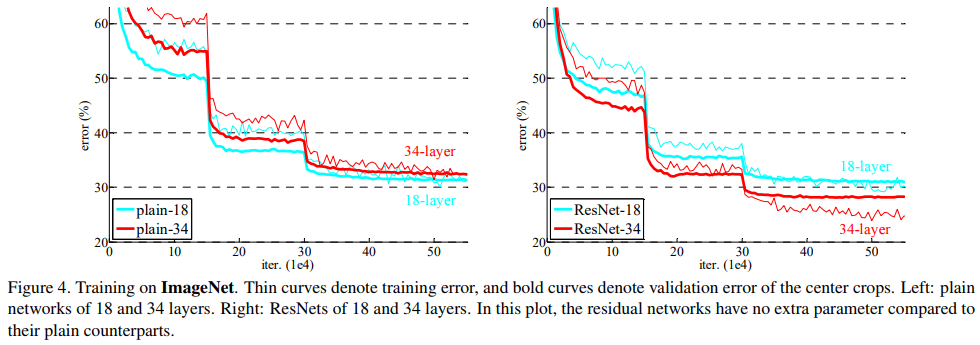 60
50
40
30
20
error (%)
10
20
30
40
50
iter. (1e4)
34-layer
18-layer
plain-18
plain-34
60
50
40
30
20
error (%)
0
10
20
30
40
50
iter. (1e4)
18-layer
34-layer
ResNet-18
ResNet-34
Figure 4. Training on ImageNet. Thin curves denote training error, and bold curves denote validation error of the center crops. Left: plain
networks of 18 and 34 layers. Right: ResNets of 18 and 34 layers. In this plot, the residual networks have no extra parameter compared to
their plain counterparts.